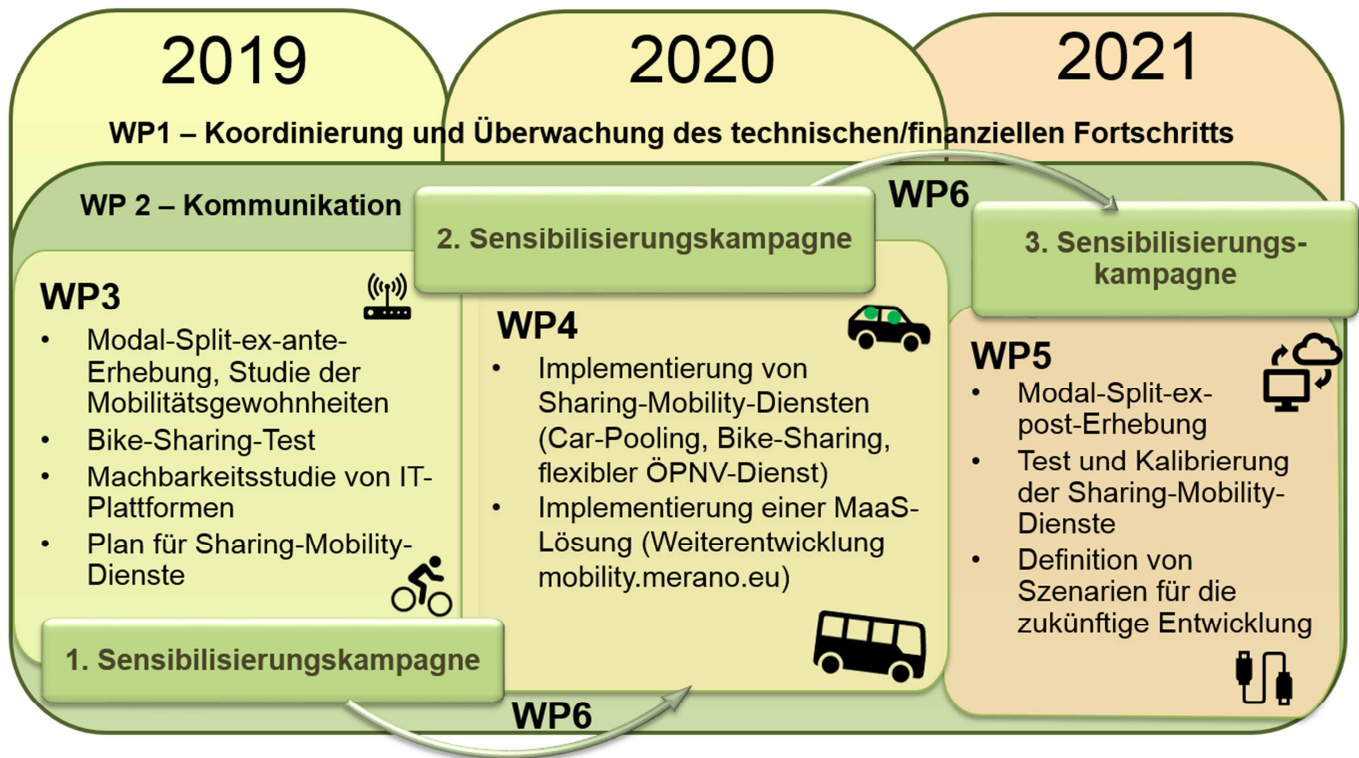 2019
2020
2021
WP1 – Koordinierung und Überwachung des technischen/finanziellen Fortschritts
WP 2 – Kommunikation
2. Sensibilisierungskampagne
WP6
3. Sensibilisierungs-
kampagne
WP3
• Modal-Split-ex-ante-
Erhebung, Studie der
Mobilitätsgewohnheiten
• Bike-Sharing-Test
• Machbarkeitsstudie von IT-
Plattformen
• Plan für Sharing-Mobility-
Dienste
1. Sensibilisierungskampagne
WP6
WP4
• Implementierung von
Sharing-Mobility-Diensten
(Car-Pooling, Bike-Sharing,
flexibler ÖPNV-Dienst)
• Implementierung einer MaaS-
Lösung (Weiterentwicklung
mobility.merano.eu)
WP5
• Modal-Split-ex-
post-Erhebung
• Test und Kalibrierung
der Sharing-Mobility-
Dienste
• Definition von
Szenarien für die
zukünftige Entwicklung